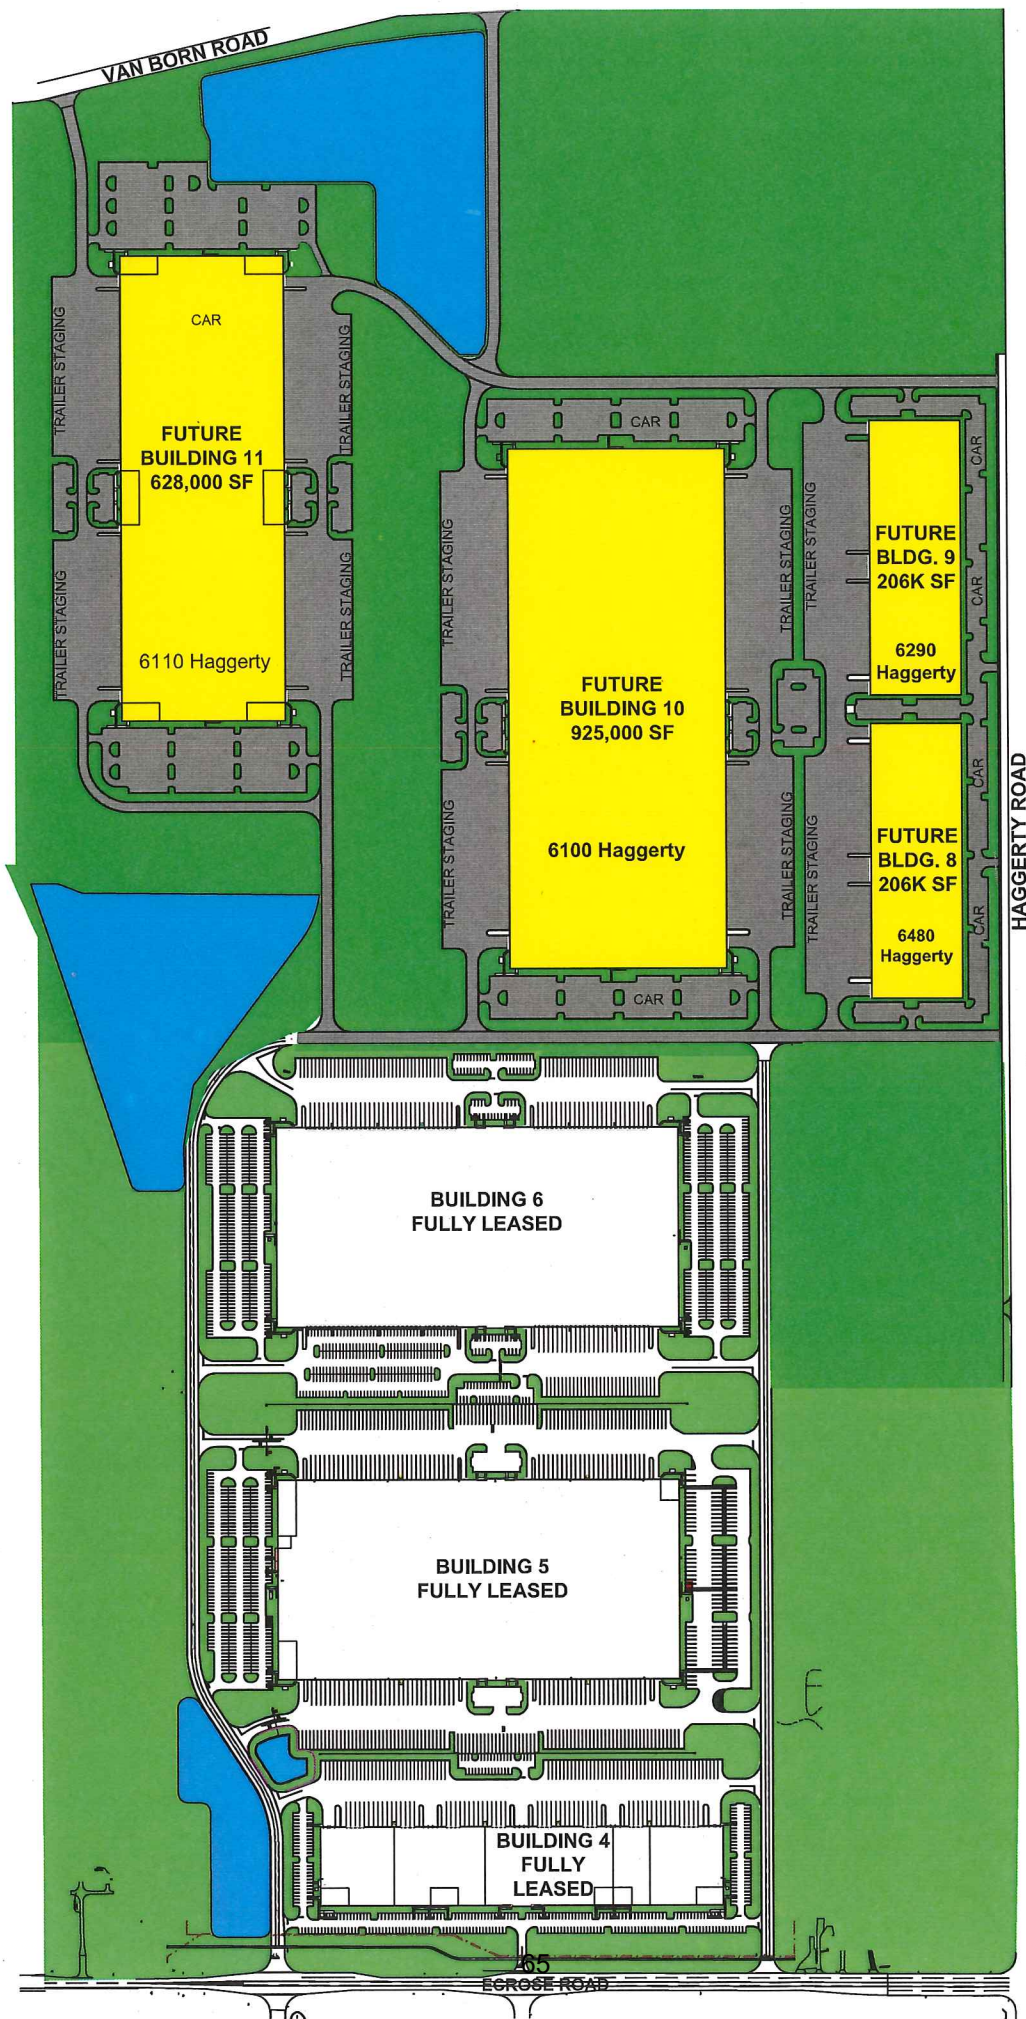 VAN BORN ROAD
CAR
TRAILER STAGING
TRAILER STAGING
FUTURE
BUILDING 11
628,000 SF
TRAILER STAGING
TRAILER STAGING
6110 Haggerty
CAR
TRAILER STAGING
TRAILER STAGING
TRAILER STAGING
FUTURE
BUILDING 10
925,000 SF
6100 Haggerty
TRAILER STAGING
TRAILER STAGING
TRAILER STAGING
CAR
CAR
FUTURE
BLDG. 9
206K SF
CAR
6290
Haggerty
CAR
FUTURE
BLDG. 8
206K SF
CAR
6480
Haggerty
HAGGERTY ROAD
BUILDING 6
FULLY LEASED
BUILDING 5
FULLY LEASED
BUILDING 4
FULLY
LEASED
65
ECROSE ROAD